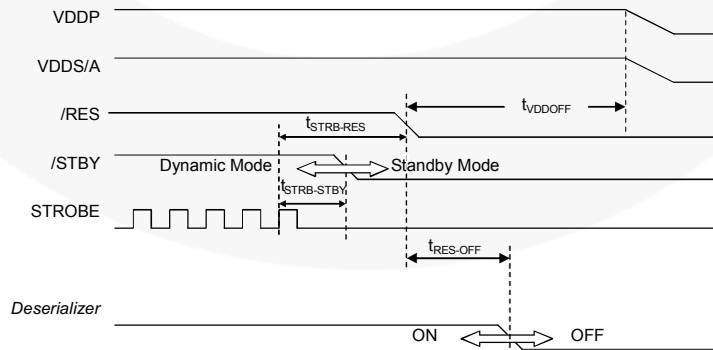 VDDP
VDDS/A
/RES
tVDDOFF
tSTRB-RES
/STBY
Dynamic Mode
Standby Mode
tSTRB-STBY
STROBE
tRES-OFF
Deserializer
ON
OFF